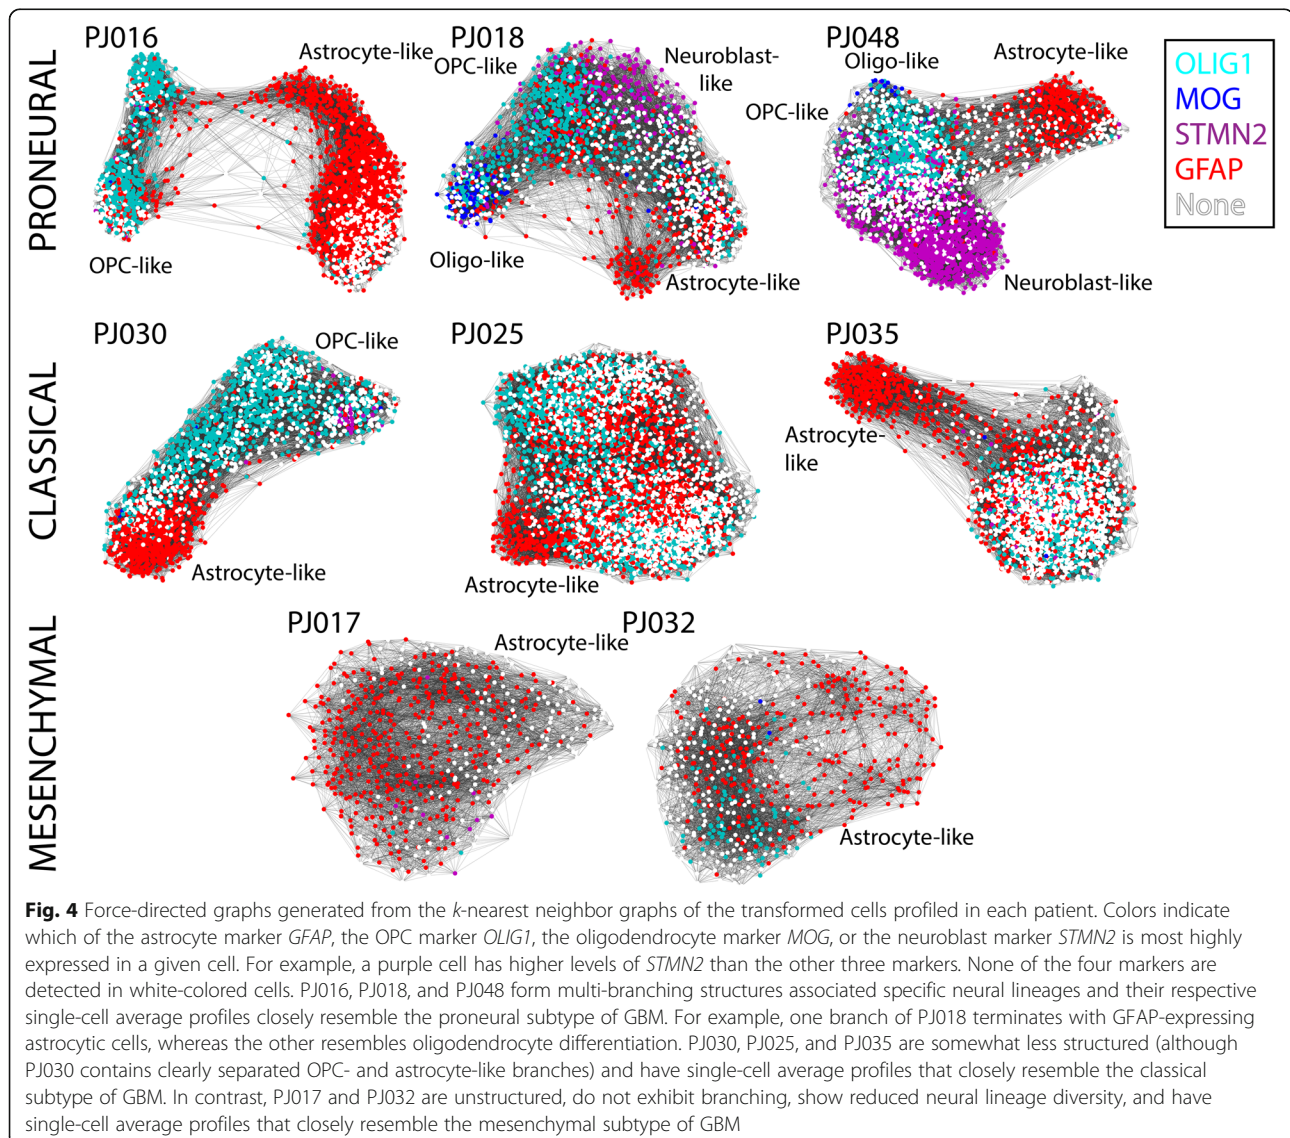 PRONEURAL
PJ016
Astrocyte-like
OPC-like
PJ018
OPC-like
Neuroblast-
like
Oligo-like
Astrocyte-like
PJ048
Oligo-like
Astrocyte-like
OPC-like
Neuroblast-like
OLIG1
MOG
STMN2
GFAP
None
CLASSICAL
PJ030
OPC-like
Astrocyte-like
PJ025
Astrocyte-like
PJ035
Astrocyte-
like
MESENCHYMAL
PJ017
Astrocyte-like
PJ032
Astrocyte-like
Fig. 4 Force-directed graphs generated from the k-nearest neighbor graphs of the transformed cells profiled in each patient. Colors indicate
which of the astrocyte marker GFAP, the OPC marker OLIG1, the oligodendrocyte marker MOG, or the neuroblast marker STMN2 is most highly
expressed in a given cell. For example, a purple cell has higher levels of STMN2 than the other three markers. None of the four markers are
detected in white-colored cells. PJ016, PJ018, and PJ048 form multi-branching structures associated specific neural lineages and their respective
single-cell average profiles closely resemble the proneural subtype of GBM. For example, one branch of PJ018 terminates with GFAP-expressing
astrocytic cells, whereas the other resembles oligodendrocyte differentiation. PJ030, PJ025, and PJ035 are somewhat less structured (although
PJ030 contains clearly separated OPC- and astrocyte-like branches) and have single-cell average profiles that closely resemble the classical
subtype of GBM. In contrast, PJ017 and PJ032 are unstructured, do not exhibit branching, show reduced neural lineage diversity, and have
single-cell average profiles that closely resemble the mesenchymal subtype of GBM